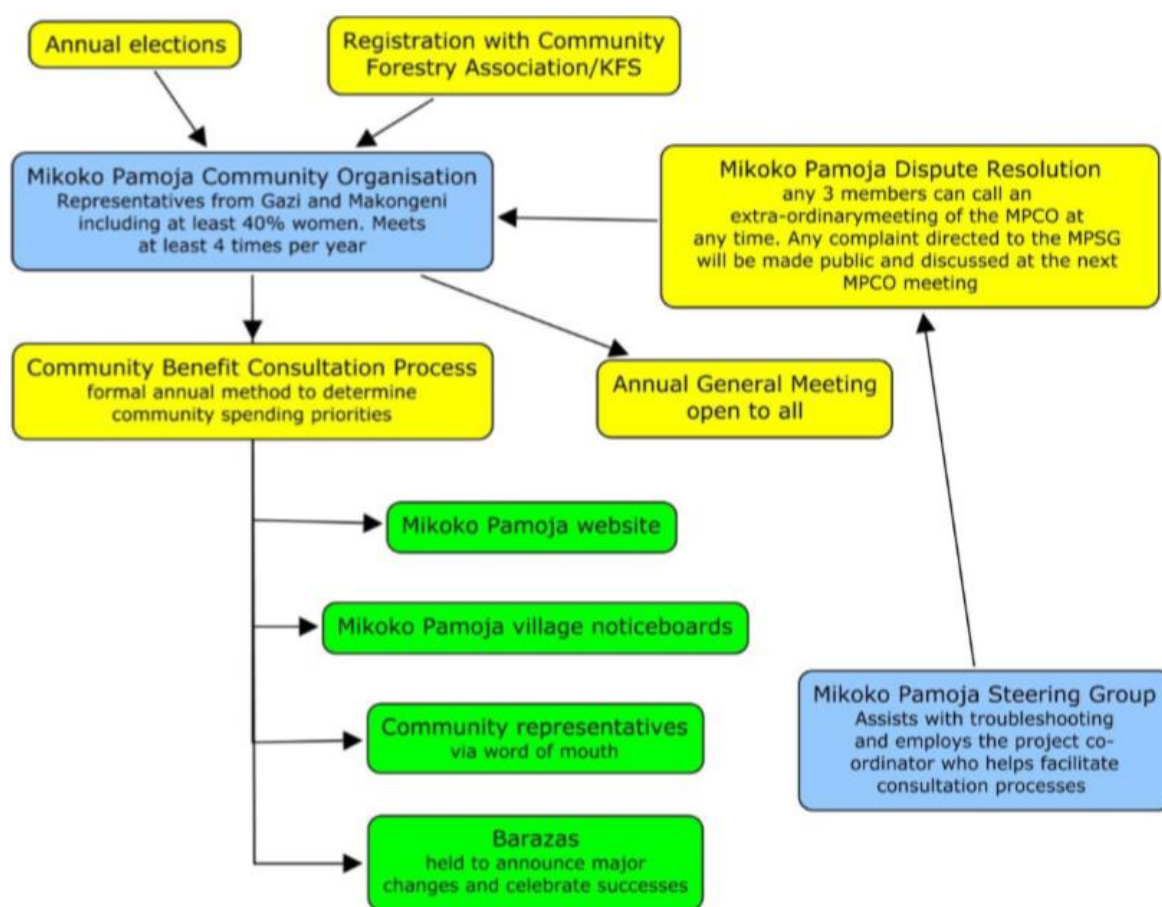 Annual elections
Registration with Community
Forestry Association/KFS
Mikoko Pamoja Community Organisation
Representatives from Gazi and Makongeni
including at least 40% women. Meets
at least 4 times per year
Mikoko Pamoja Dispute Resolution
any 3 members can call an
extra-ordinarymeeting of the MPCO at
any time. Any complaint directed to the MPSG
will be made public and discussed at the next
MPCO meeting
Community Benefit Consultation Process
formal annual method to determine
community spending priorities
Annual General Meeting
open to all
Mikoko Pamoja website
Mikoko Pamoja village noticeboards
Community representatives
via word of mouth
Barazas
held to announce major
changes and celebrate successes
Mikoko Pamoja Steering Group
Assists with troubleshooting
and employs the project co-
ordinator who helps facilitate
consultation processes